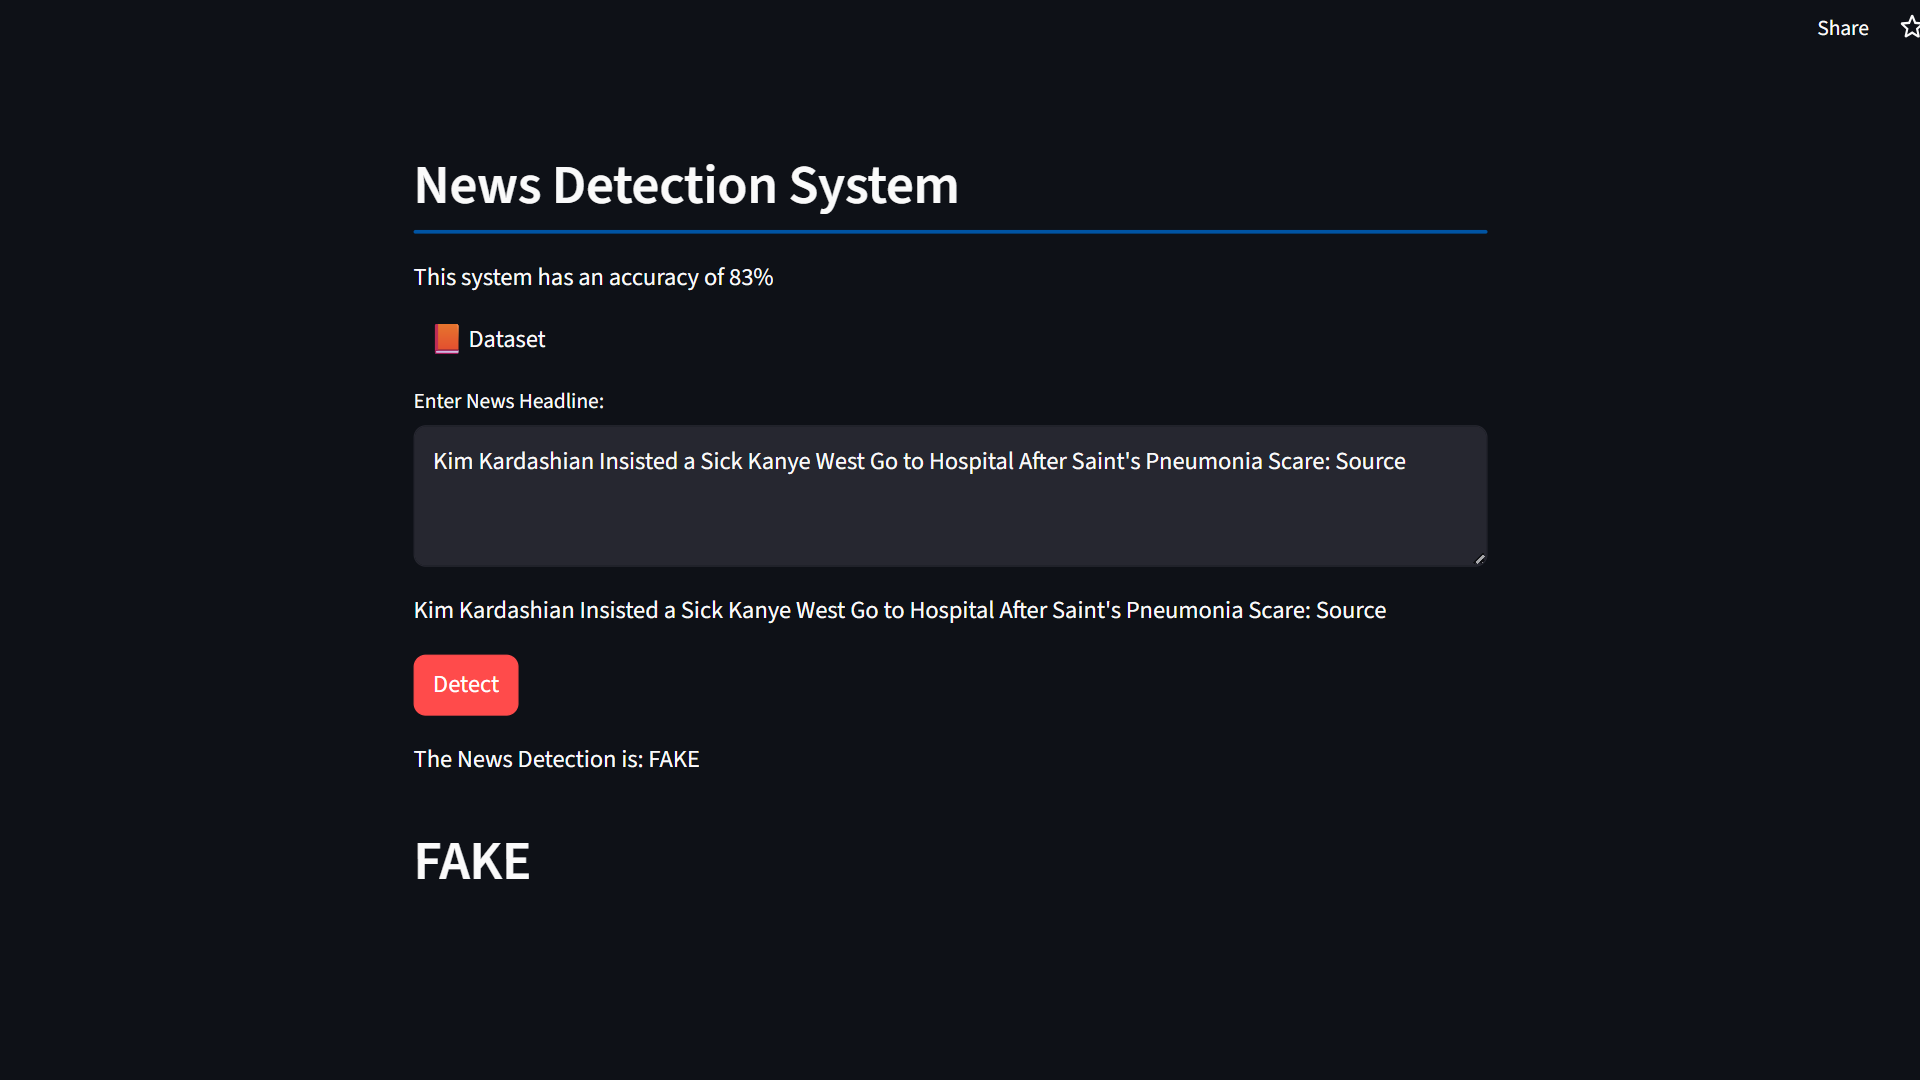 Share
News Detection System
This system has an accuracy of 83%
Dataset
Enter News Headline:
Kim Kardashian Insisted a Sick Kanye West Go to Hospital After Saint's Pneumonia Scare: Source
Kim Kardashian Insisted a Sick Kanye West Go to Hospital After Saint's Pneumonia Scare: Source
Detect
The News Detection is: FAKE
FAKE